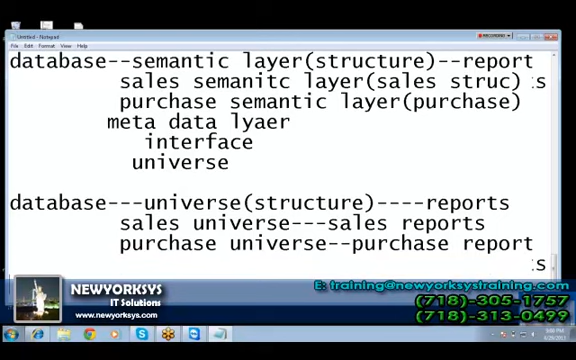 Untitled - Notepad
File Edit Format View Help
RECORDING
database--semantic layer(structure)--report
sales semanitc layer(sales struc) :s
purchase semantic layer(purchase)
meta data lyaer
interface
universe
database---universe(structure)----reports
sales universe---sales reports
purchase universe--purchase report
:s
NEWYORKSYS
IT Solutions
www.newyorksys.com
E: training@newyorksystraining.com
(718)-305-1757
(718)-313-0499